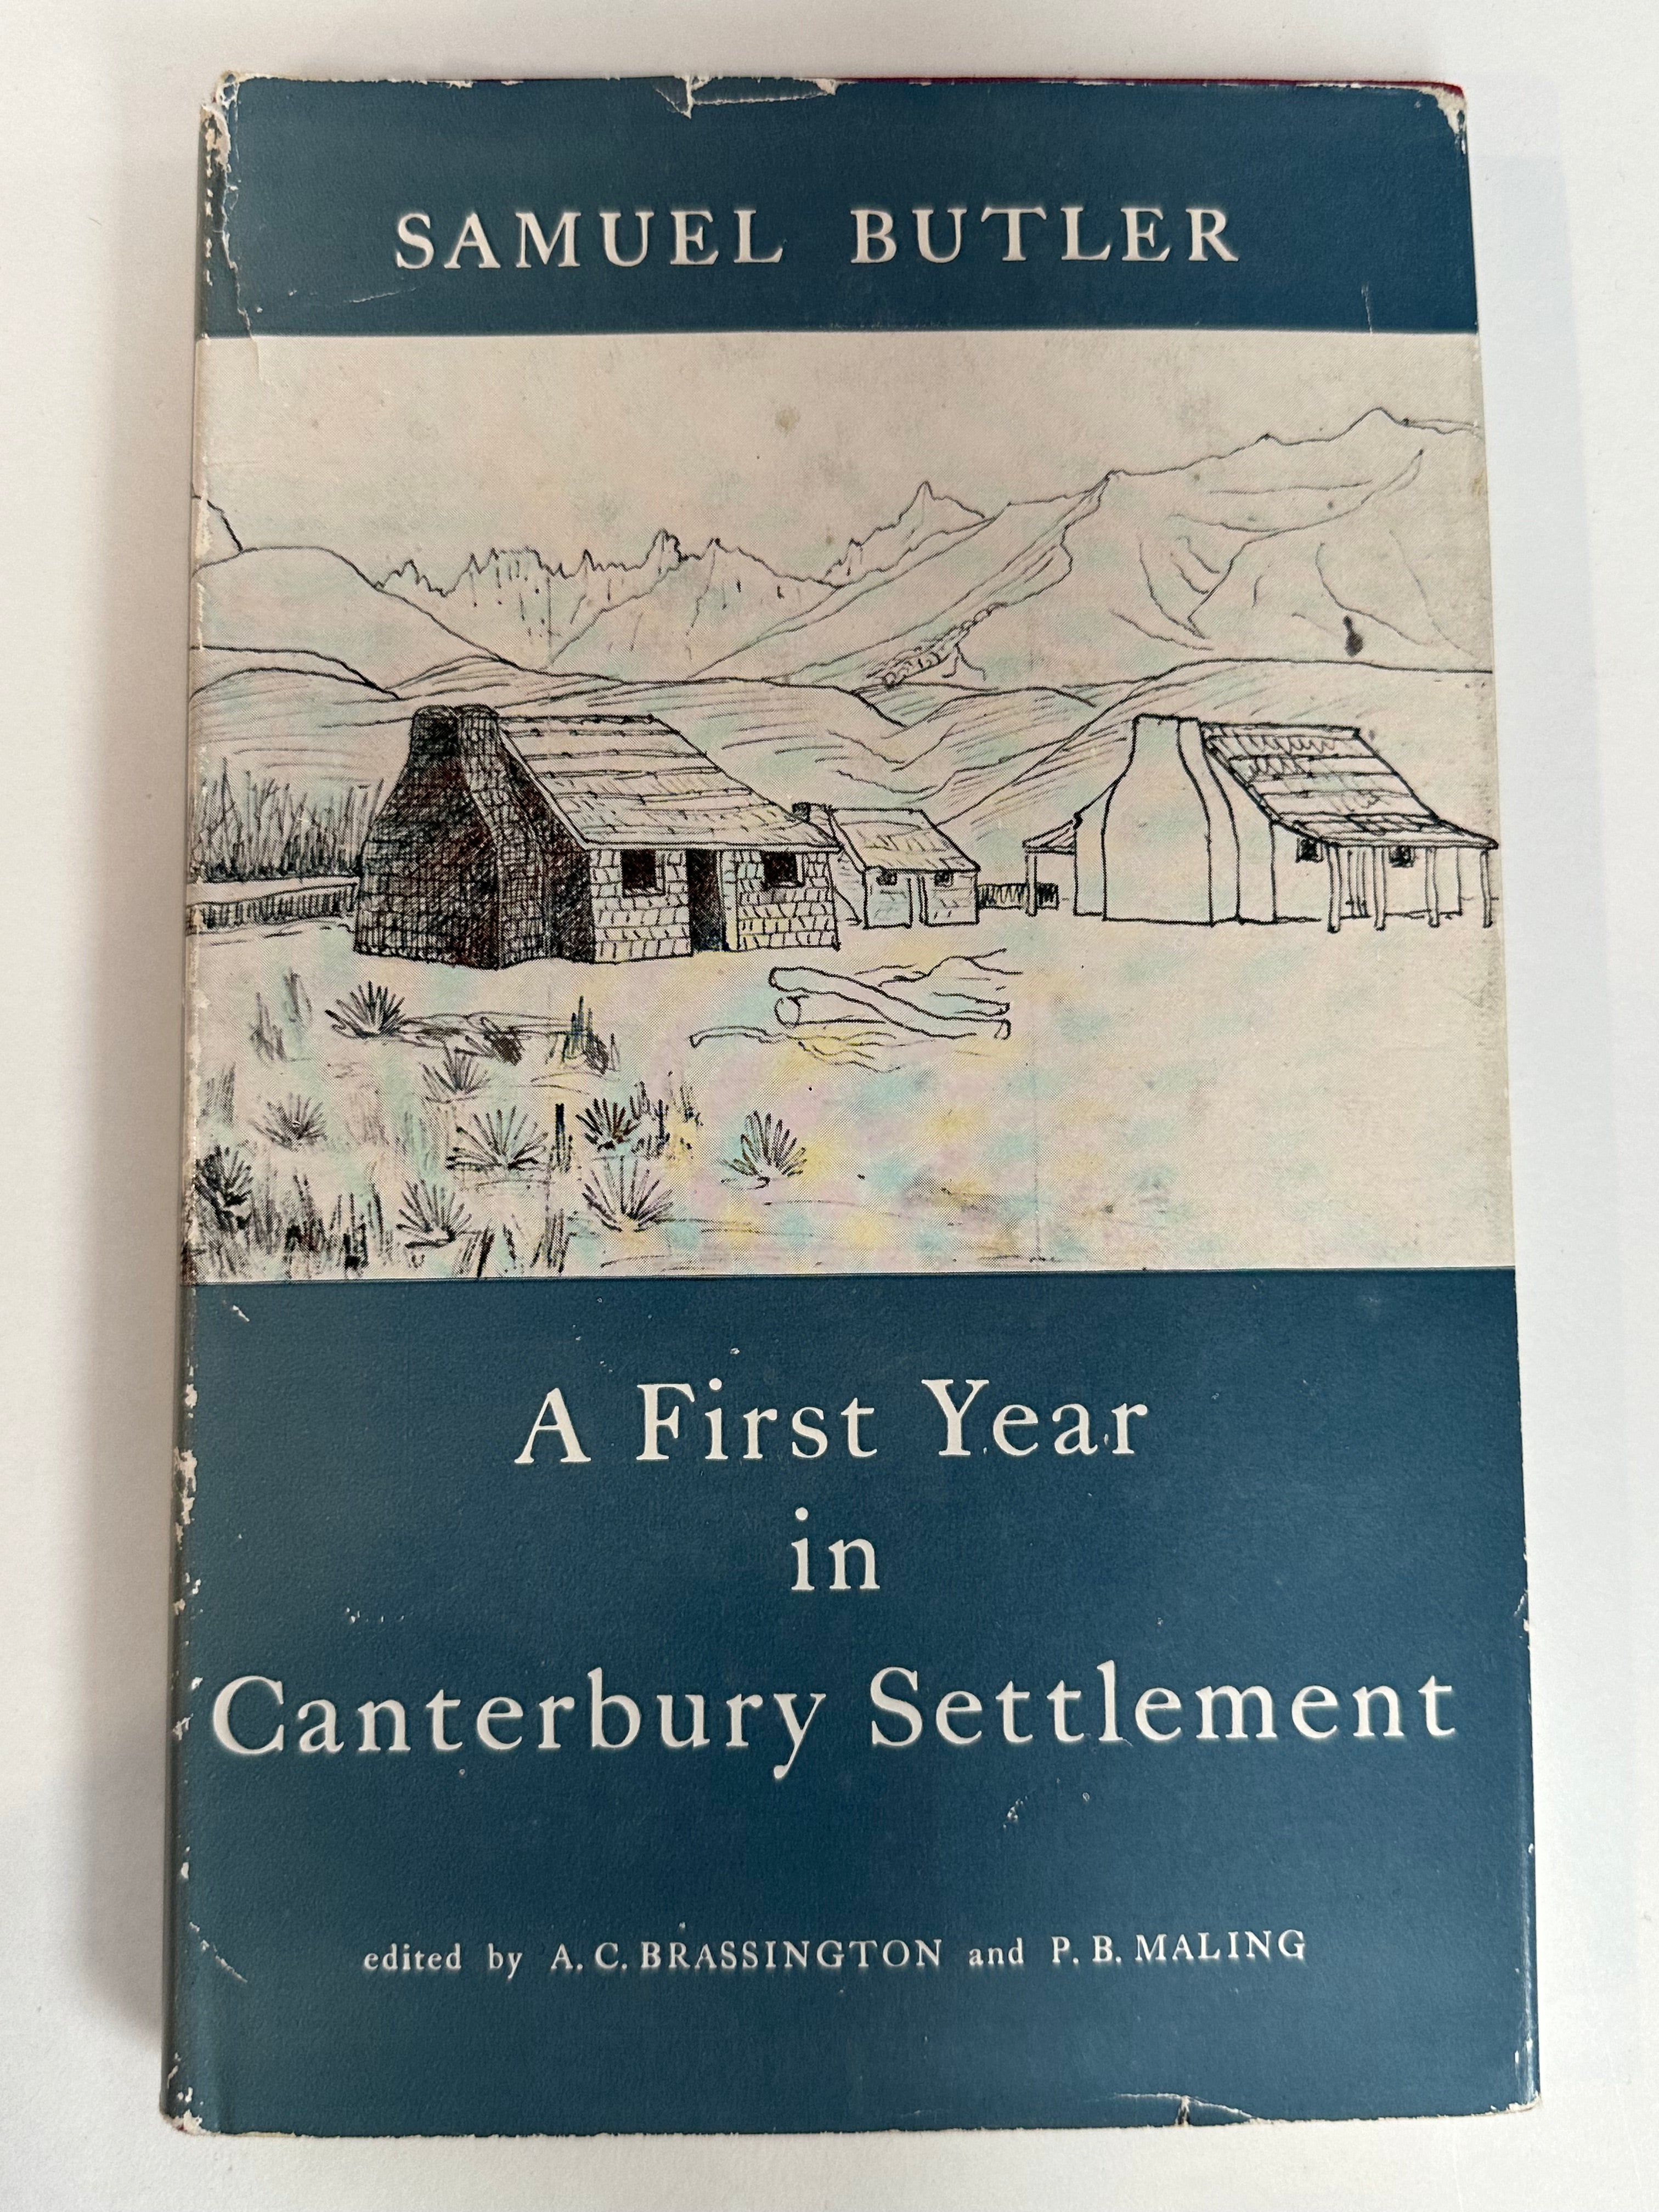 SAMUEL BUTLER
A First Year
in
Canterbury Settlement
edited by A. C. BRASSINGTON and P. B. MALING